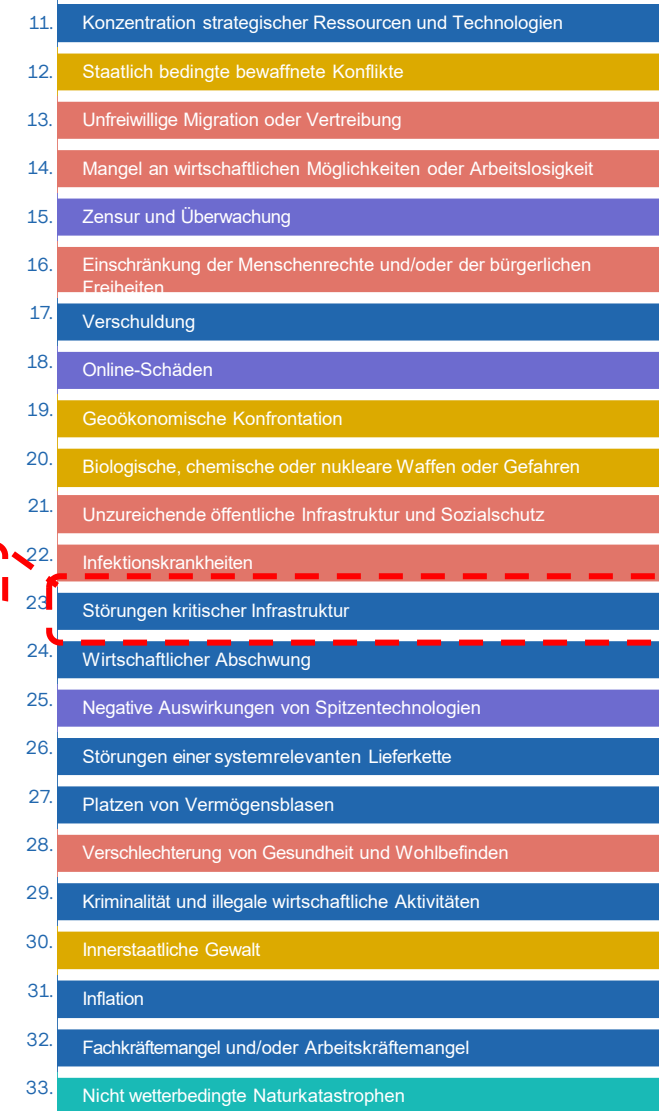 11. Konzentration strategischer Ressourcen und Technologien
12. Staatlich bedingte bewaffnete Konflikte
13. Unfreiwillige Migration oder Vertreibung
14. Mangel an wirtschaftlichen Möglichkeiten oder Arbeitslosigkeit
15. Zensur und Überwachung
16. Einschränkung der Menschenrechte und/oder der bürgerlichen
Freiheiten
17. Verschuldung
18. Online-Schäden
19. Geoökonomische Konfrontation
20. Biologische, chemische oder nukleare Waffen oder Gefahren
21. Unzureichende öffentliche Infrastruktur und Sozialschutz
22. Infektionskrankheiten
23. Störungen kritischer Infrastruktur
24. Wirtschaftlicher Abschwung
25. Negative Auswirkungen von Spitzentechnologien
26. Störungen einer systemrelevanten Lieferkette
27. Platzen von Vermögensblasen
28. Verschlechterung von Gesundheit und Wohlbefinden
29. Kriminalität und illegale wirtschaftliche Aktivitäten
30. Innerstaatliche Gewalt
31. Inflation
32. Fachkräftemangel und/oder Arbeitskräftemangel
33. Nicht wetterbedingte Naturkatastrophen